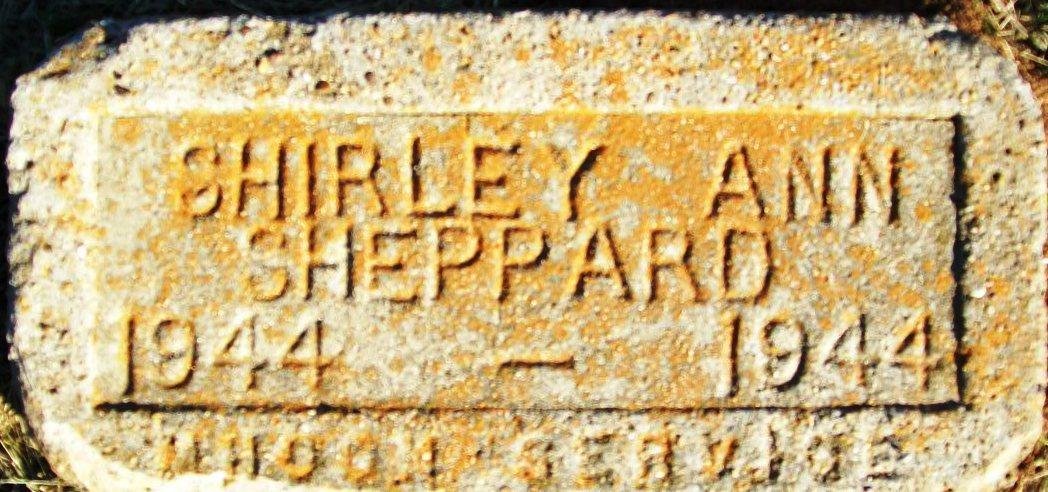 SHIRLEY ANN
SHEPPARD
1944 - 1944
SERVICE